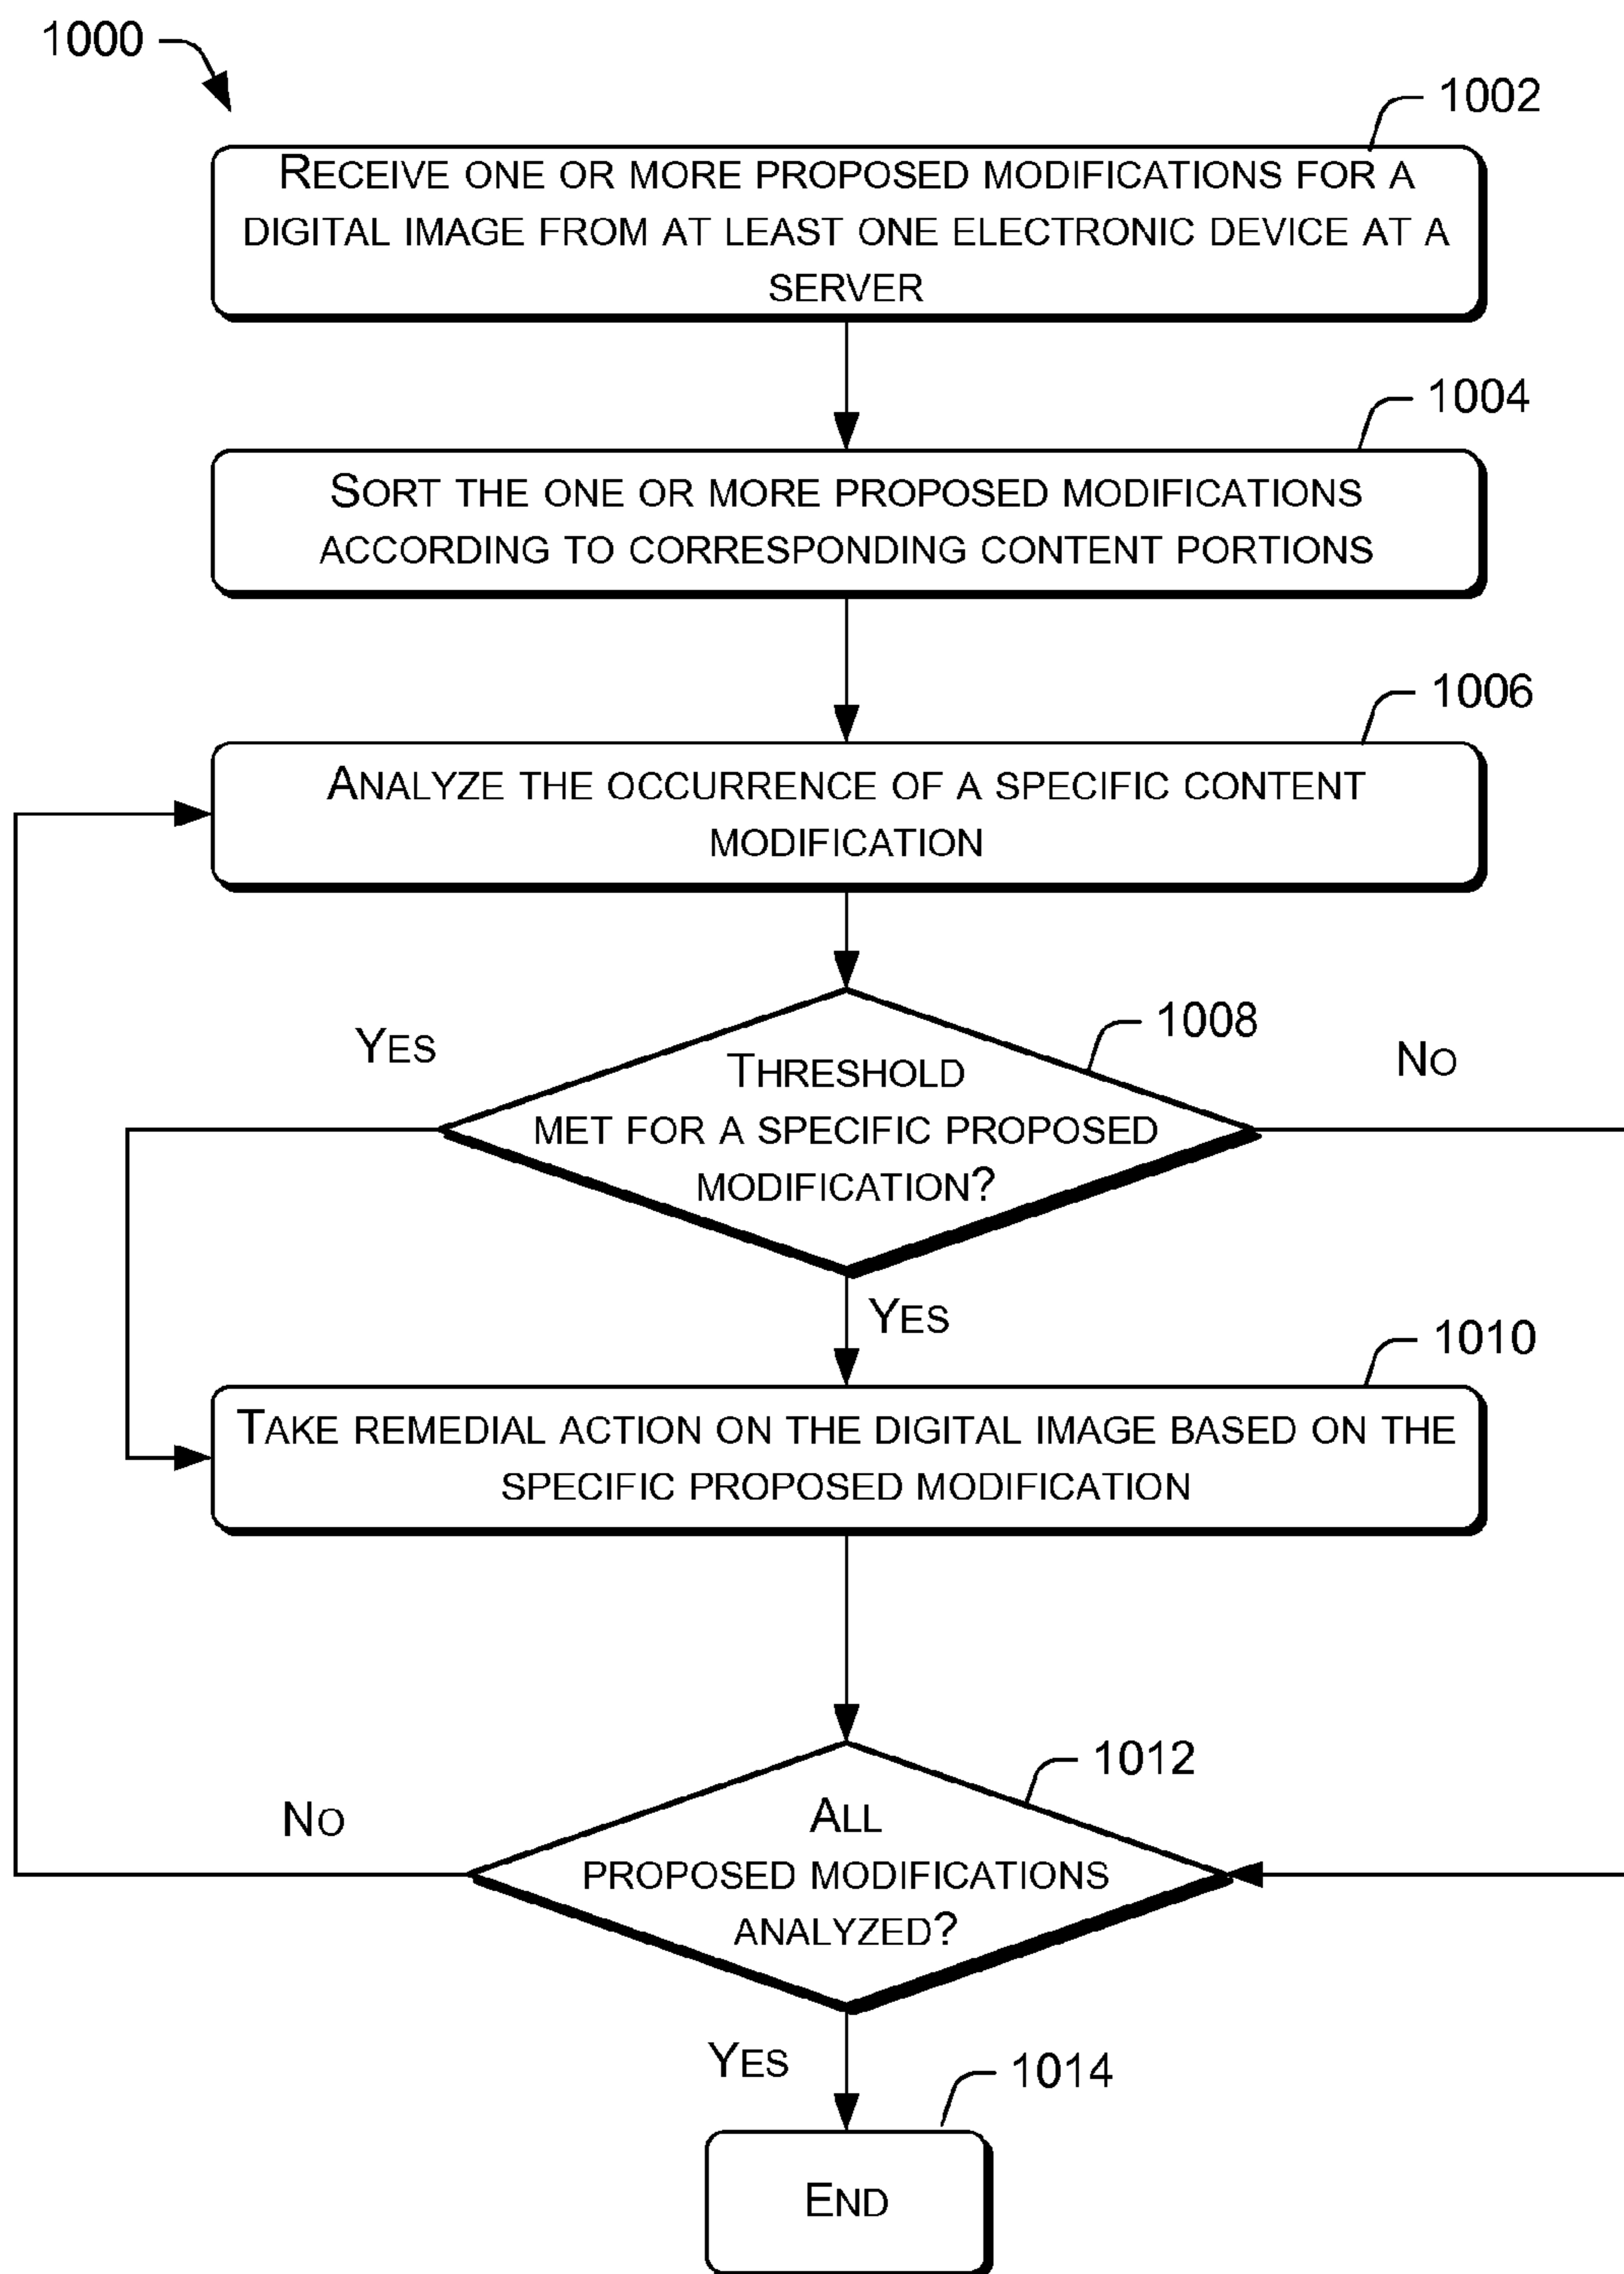 1000
1002
RECEIVE ONE OR MORE PROPOSED MODIFICATIONS FOR A
DIGITAL IMAGE FROM AT LEAST ONE ELECTRONIC DEVICE AT A
SERVER
1004
SORT THE ONE OR MORE PROPOSED MODIFICATIONS
ACCORDING TO CORRESPONDING CONTENT PORTIONS
1006
ANALYZE THE OCCURRENCE OF A SPECIFIC CONTENT
MODIFICATION
1008
YES
NO
THRESHOLD
MET FOR A SPECIFIC PROPOSED
MODIFICATION?
YES
1010
TAKE REMEDIAL ACTION ON THE DIGITAL IMAGE BASED ON THE
SPECIFIC PROPOSED MODIFICATION
1012
NO
ALL
PROPOSED MODIFICATIONS
ANALYZED?
YES
1014
END